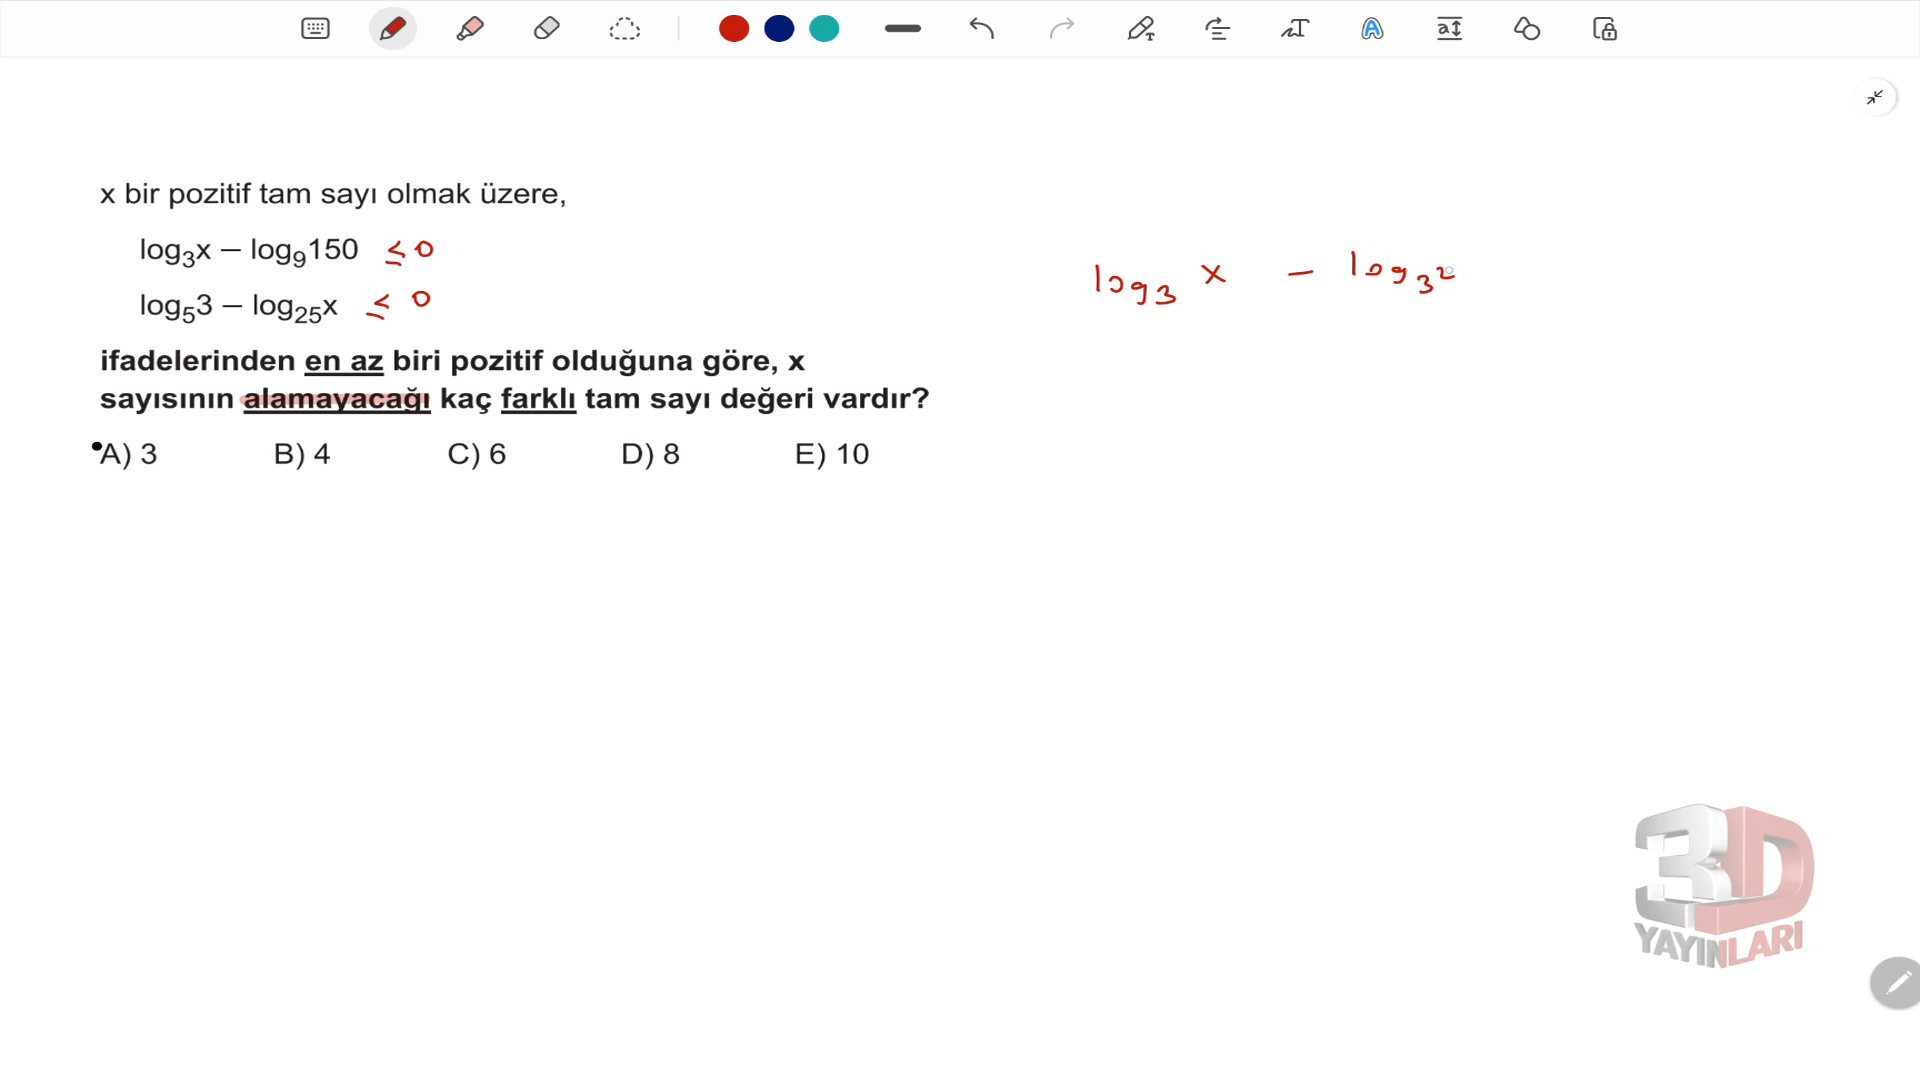 x bir pozitif tam sayı olmak üzere,
log₃x – log₉150 ≤ 0
log₃ x – log₃²
log₅3 – log₂₅x ≤ 0
ifadelerinden en az biri pozitif olduğuna göre, x
sayısının alamayacağı kaç farklı tam sayı değeri vardır?
A) 3 B) 4 C) 6 D) 8 E) 10
3D
YAYINLARI